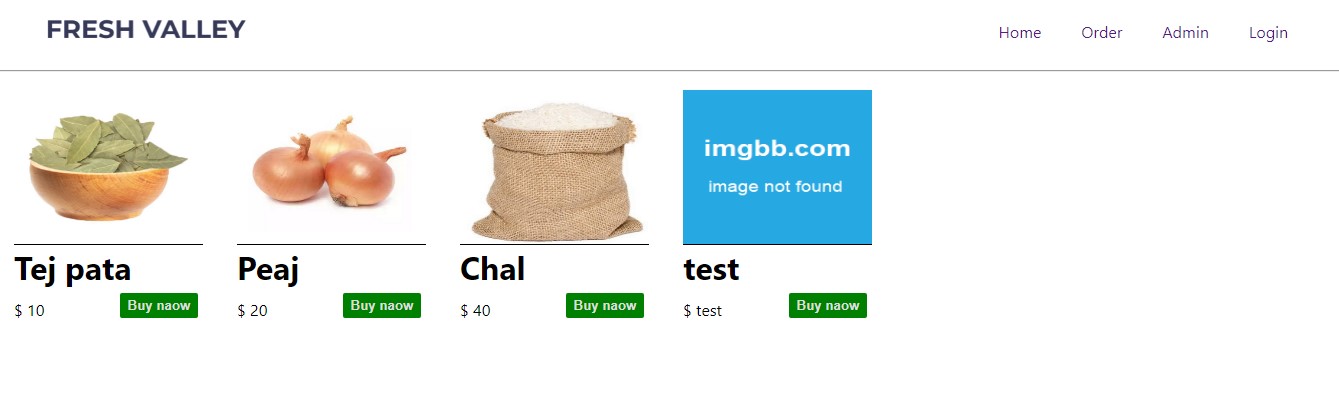 FRESH VALLEY
Home Order Admin Login
imgbb.com
image not found
Tej pata
$ 10
Buy naow
Peaj
$ 20
Buy naow
Chal
$ 40
Buy naow
test
$ test
Buy naow